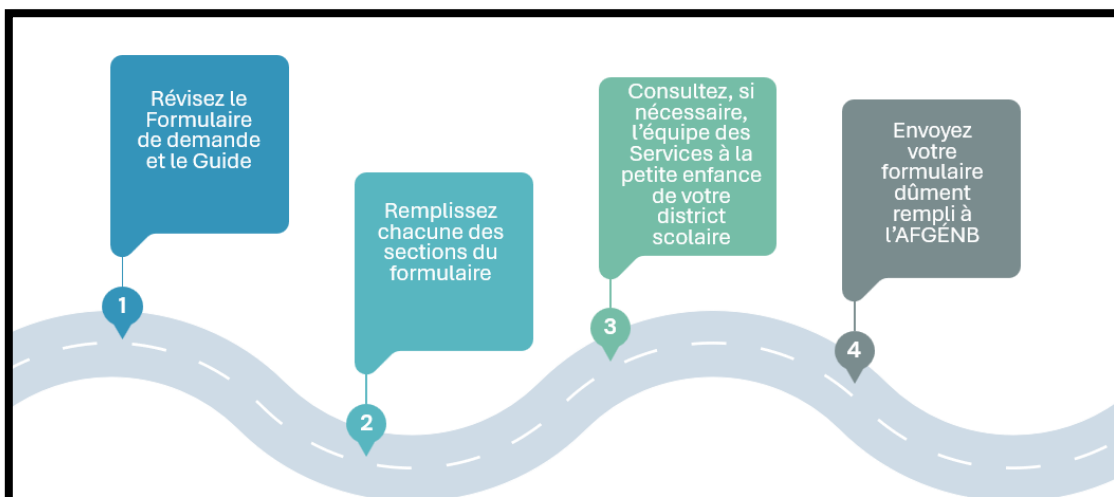 Révisez le
Formulaire
de demande
et le Guide
1
Remplissez
chacune des
sections du
formulaire
2
Consultez, si
nécessaire,
l'équipe des
Services à la
petite enfance
de votre
district
scolaire
3
Envoyez
votre
formulaire
dûment
rempli à
l'AFGÉNB
4